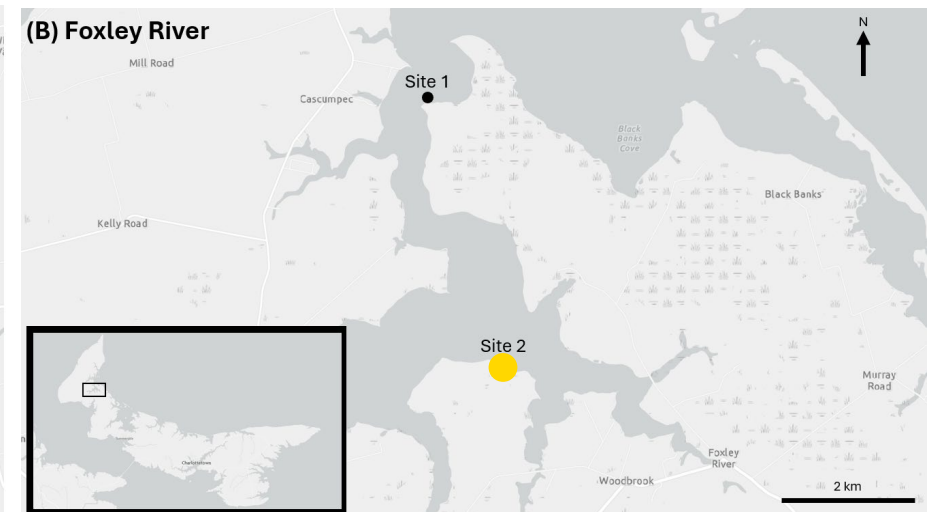 (B) Foxley River
N
Mill Road
Site 1
Cascumpec
Black
Banks
Cove
Black Banks
Kelly Road
Site 2
Murray
Road
Charlottetown
Foxley
River
Woodbrook
2 km